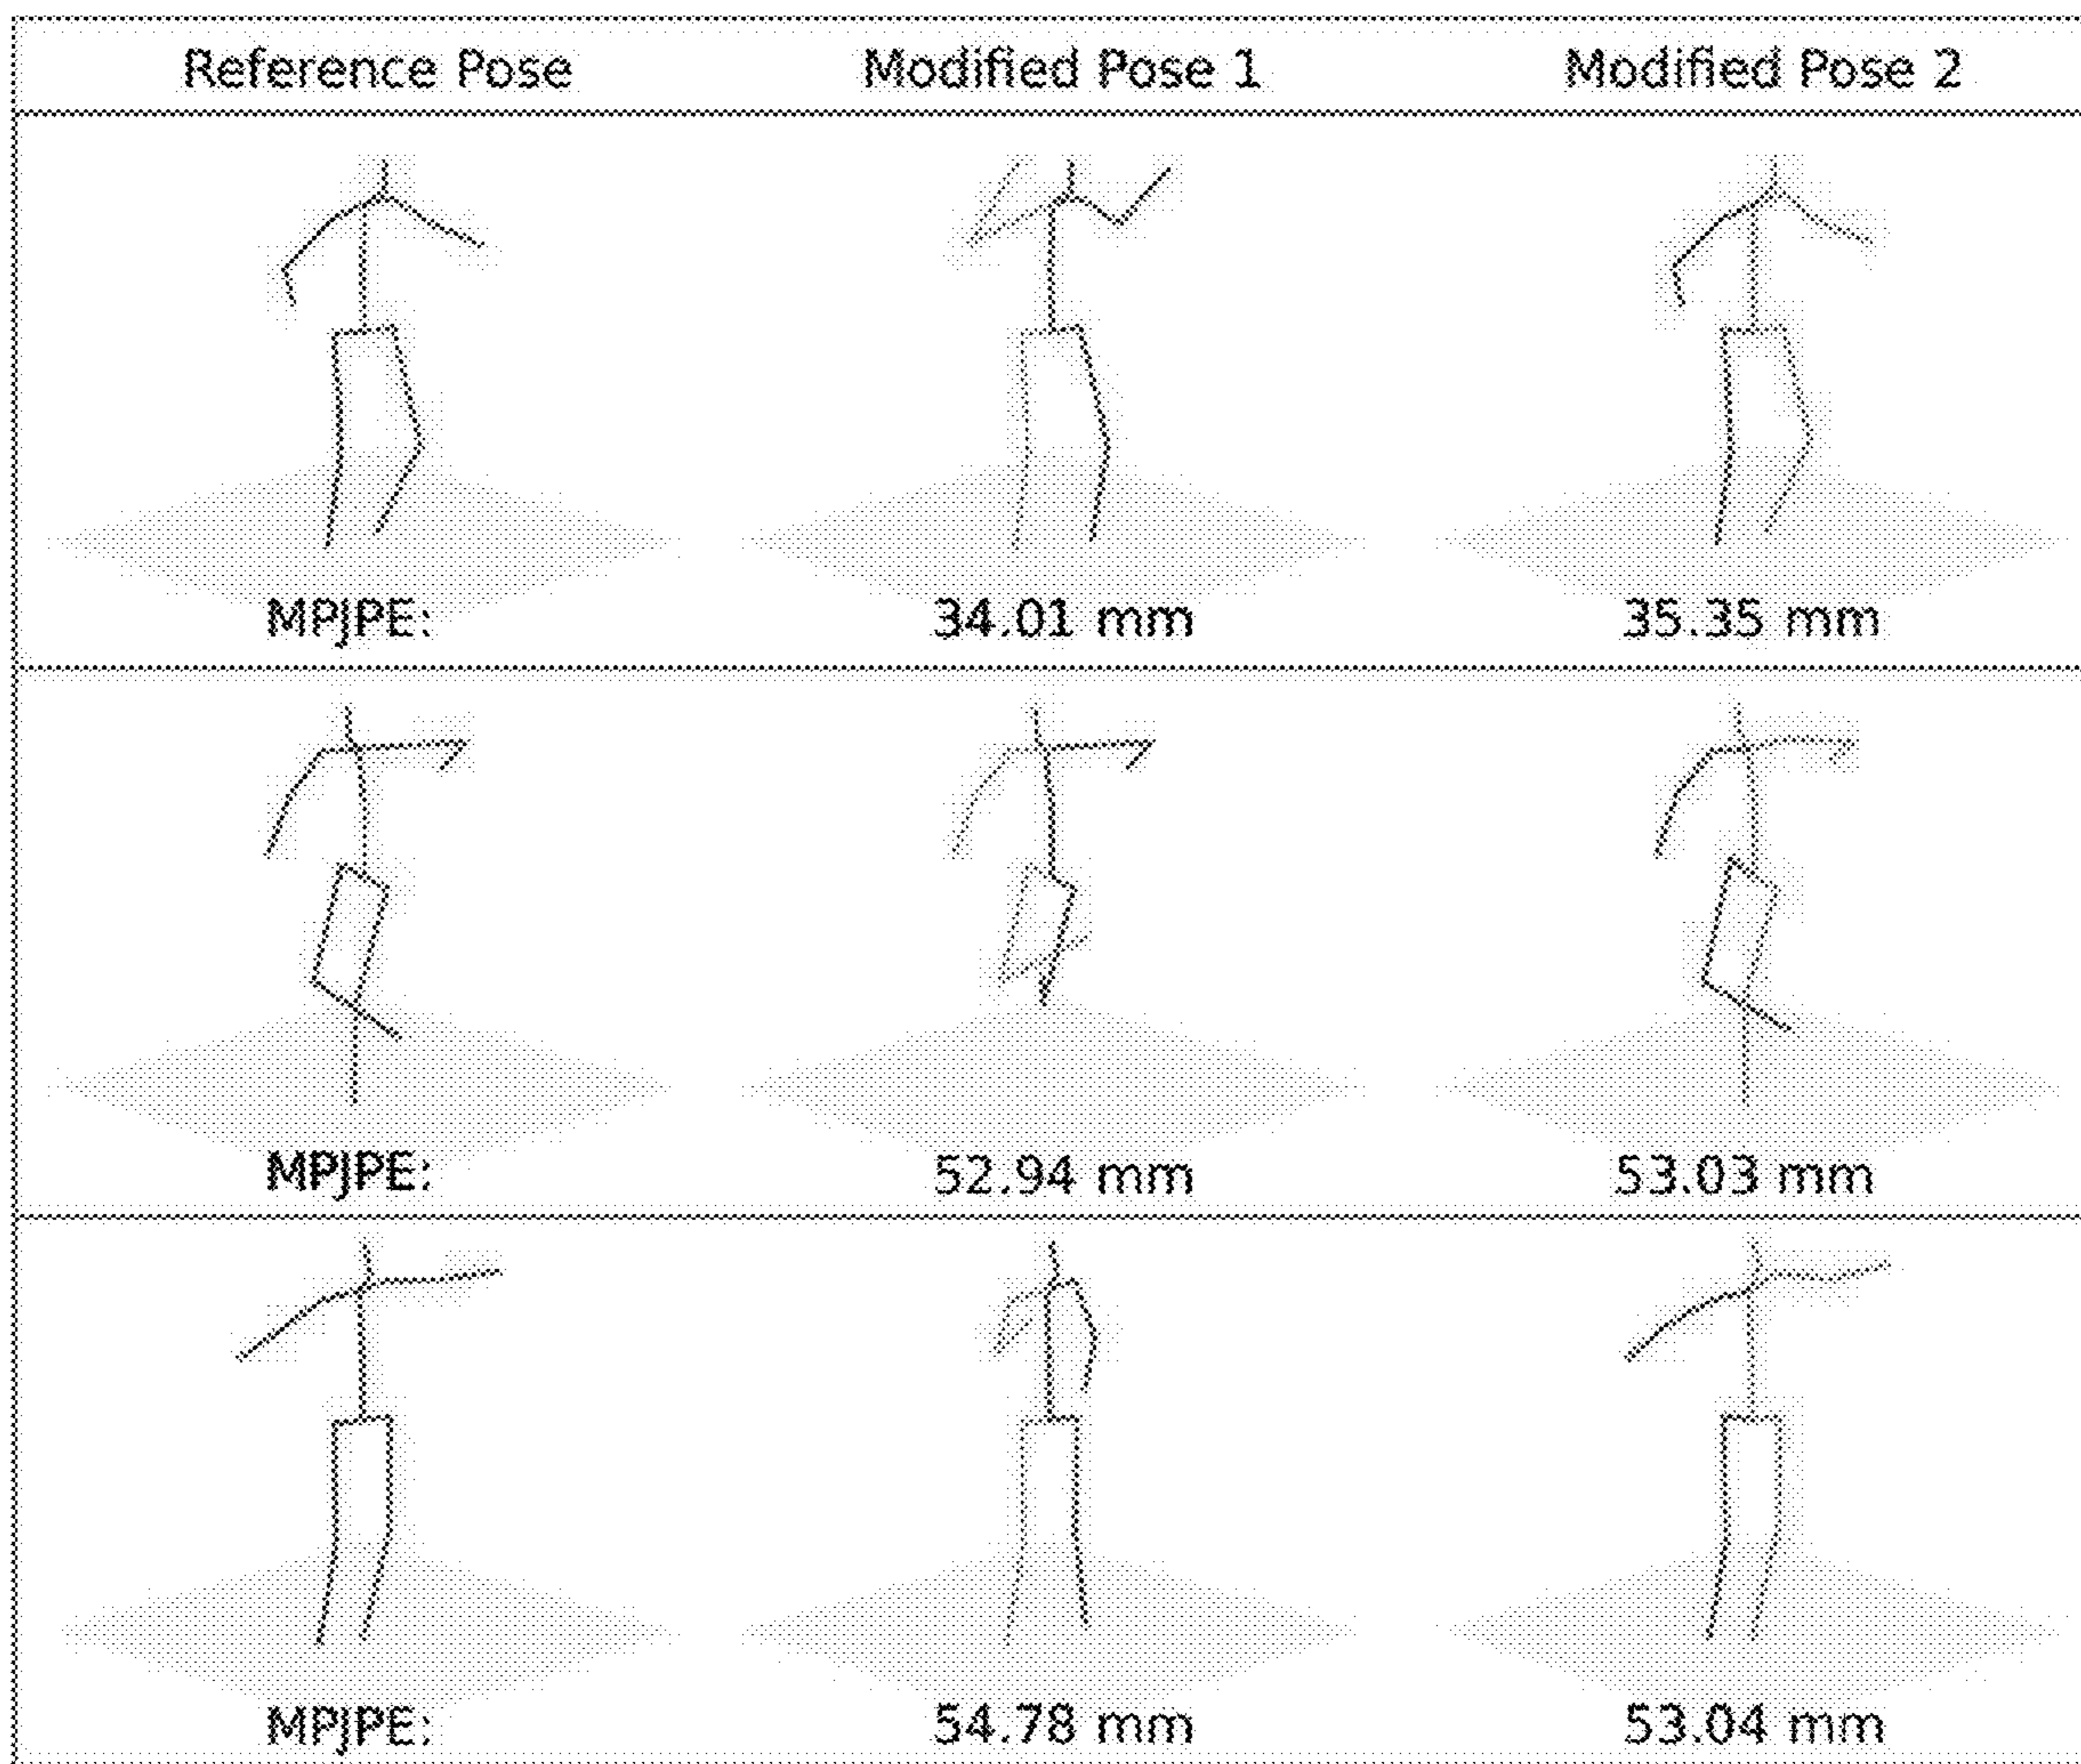 Reference Pose Modified Pose 1 Modified Pose 2
MPJPE: 34.01 mm 35.35 mm
MPJPE: 52.94 mm 53.03 mm
MPJPE: 54.78 mm 53.04 mm